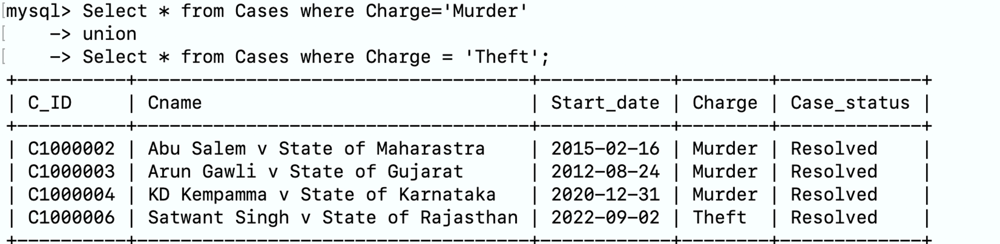 mysql> Select * from Cases where Charge='Murder'
    -> union
    -> Select * from Cases where Charge = 'Theft';
+----------+------------------------------------+------------+--------+-------------+
| C_ID     | Cname                              | Start_date | Charge | Case_status |
+----------+------------------------------------+------------+--------+-------------+
| C1000002 | Abu Salem v State of Maharastra    | 2015-02-16 | Murder | Resolved    |
| C1000003 | Arun Gawli v State of Gujarat      | 2012-08-24 | Murder | Resolved    |
| C1000004 | KD Kempamma v State of Karnataka   | 2020-12-31 | Murder | Resolved    |
| C1000006 | Satwant Singh v State of Rajasthan | 2022-09-02 | Theft  | Resolved    |
+----------+------------------------------------+------------+--------+-------------+